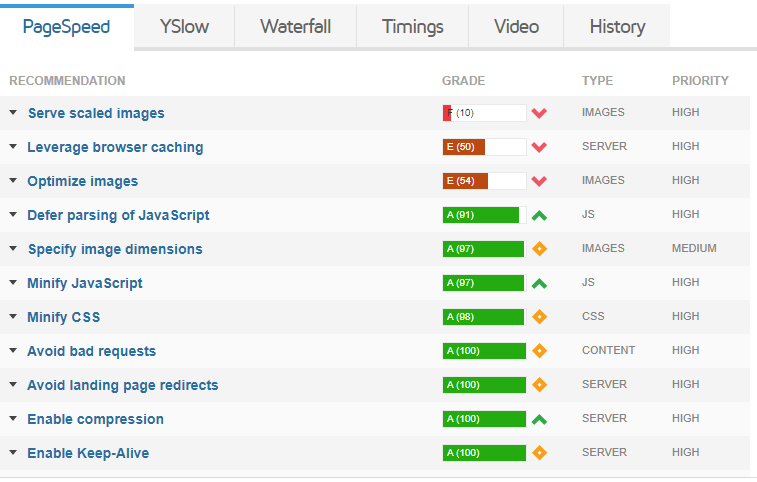 PageSpeed YSlow Waterfall Timings Video History
RECOMMENDATION GRADE TYPE PRIORITY
Serve scaled images F (10) IMAGES HIGH
Leverage browser caching E (50) SERVER HIGH
Optimize images E (54) IMAGES HIGH
Defer parsing of JavaScript A (91) JS HIGH
Specify image dimensions A (97) IMAGES MEDIUM
Minify JavaScript A (97) JS HIGH
Minify CSS A (98) CSS HIGH
Avoid bad requests A (100) CONTENT HIGH
Avoid landing page redirects A (100) SERVER HIGH
Enable compression A (100) SERVER HIGH
Enable Keep-Alive A (100) SERVER HIGH